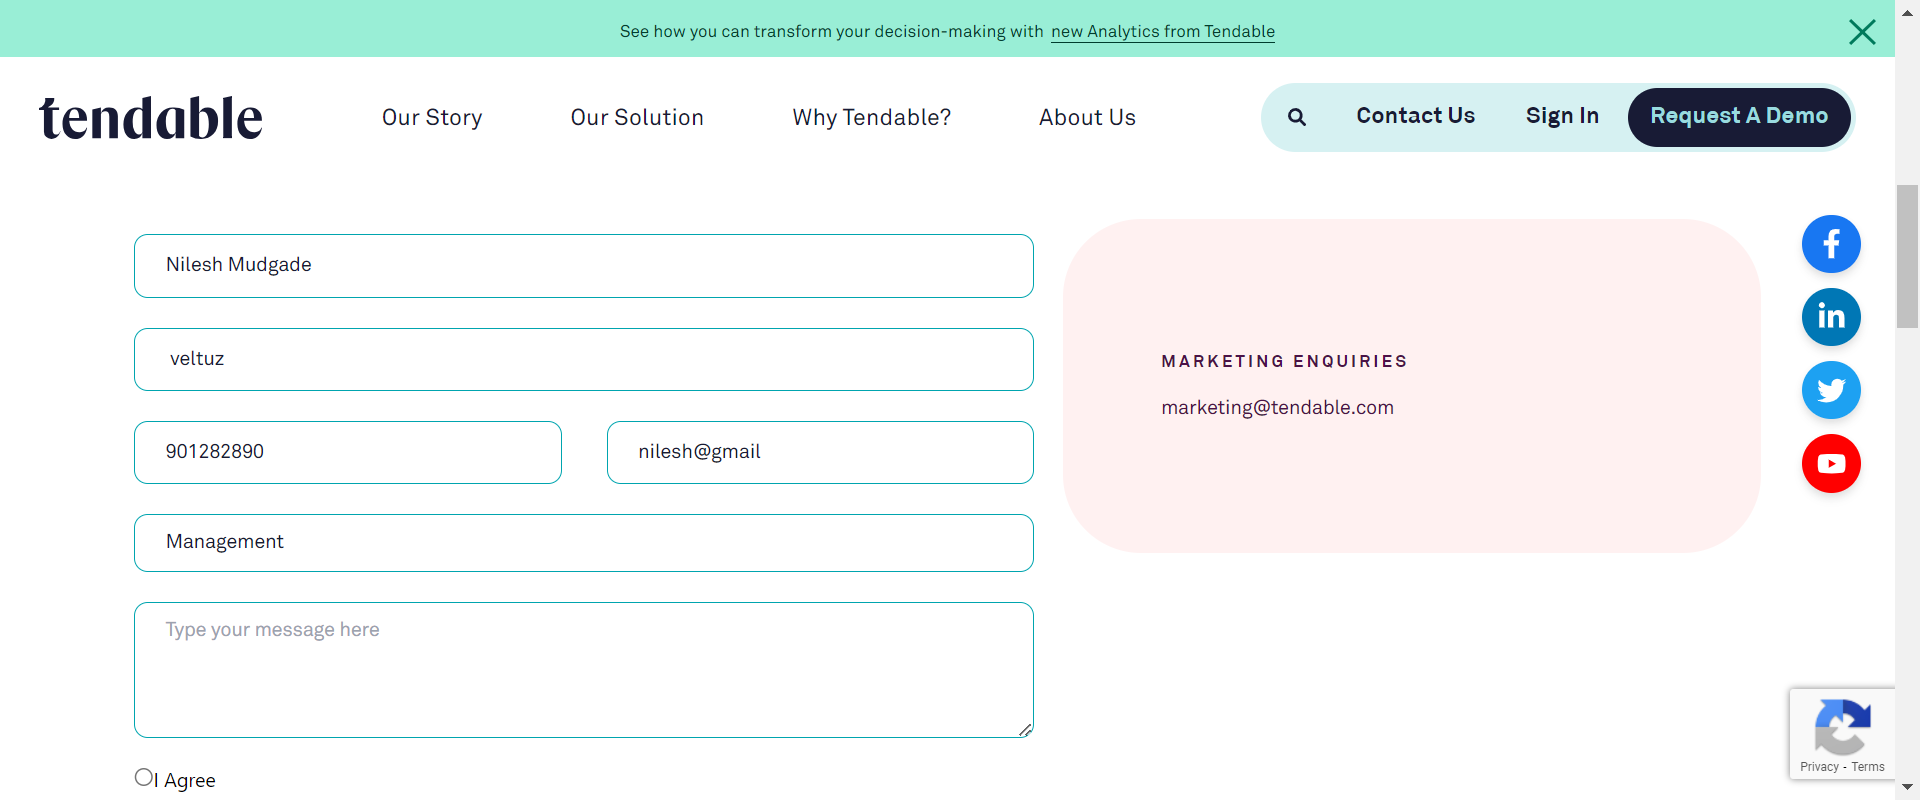 See how you can transform your decision-making with new Analytics from Tendable
tendable
Our Story
Our Solution
Why Tendable?
About Us
Contact Us
Sign In
Request A Demo
Nilesh Mudgade
veltuz
901282890
nilesh@gmail
Management
Type your message here
I Agree
MARKETING ENQUIRIES
marketing@tendable.com
Privacy - Terms